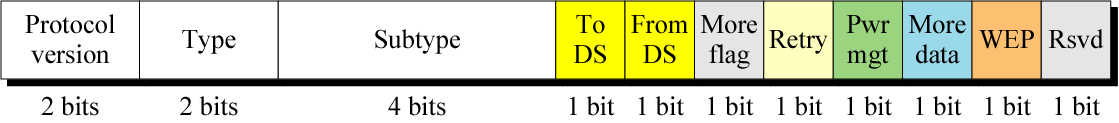 Protocol version Type Subtype To DS From DS More flag Retry Pwr mgt More data WEP Rsvd
2 bits 2 bits 4 bits 1 bit 1 bit 1 bit 1 bit 1 bit 1 bit 1 bit 1 bit